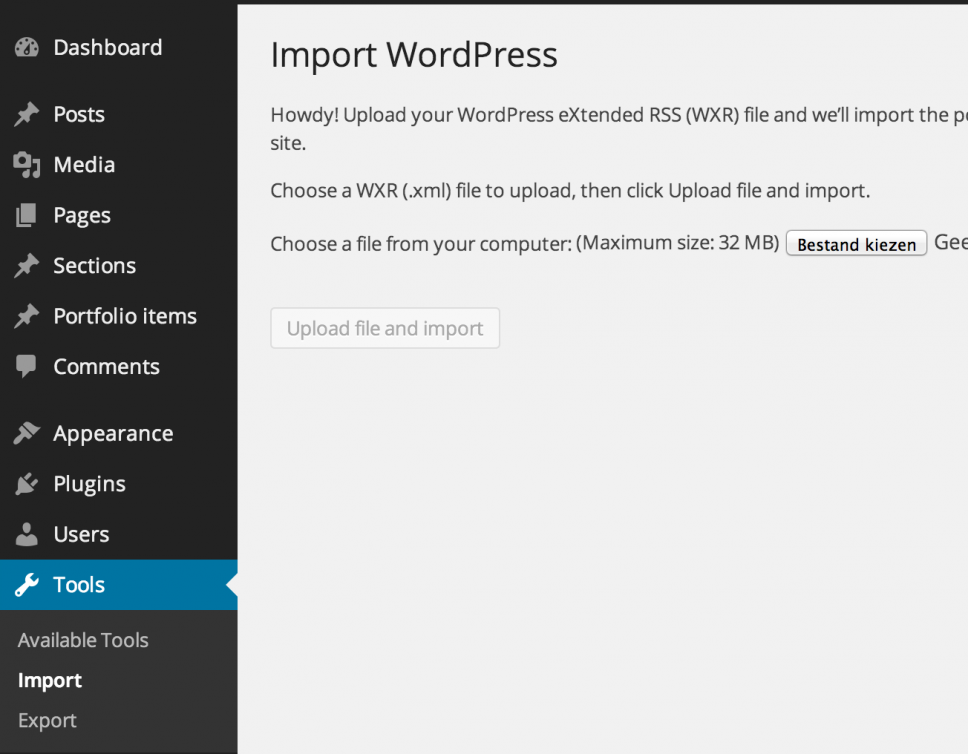 Dashboard
Posts
Media
Pages
Sections
Portfolio items
Comments
Appearance
Plugins
Users
Tools
Available Tools
Import
Export
Import WordPress
Howdy! Upload your WordPress eXtended RSS (WXR) file and we’ll import the
site.
Choose a WXR (.xml) file to upload, then click Upload file and import.
Choose a file from your computer: (Maximum size: 32 MB) Bestand kiezen Gee
Upload file and import